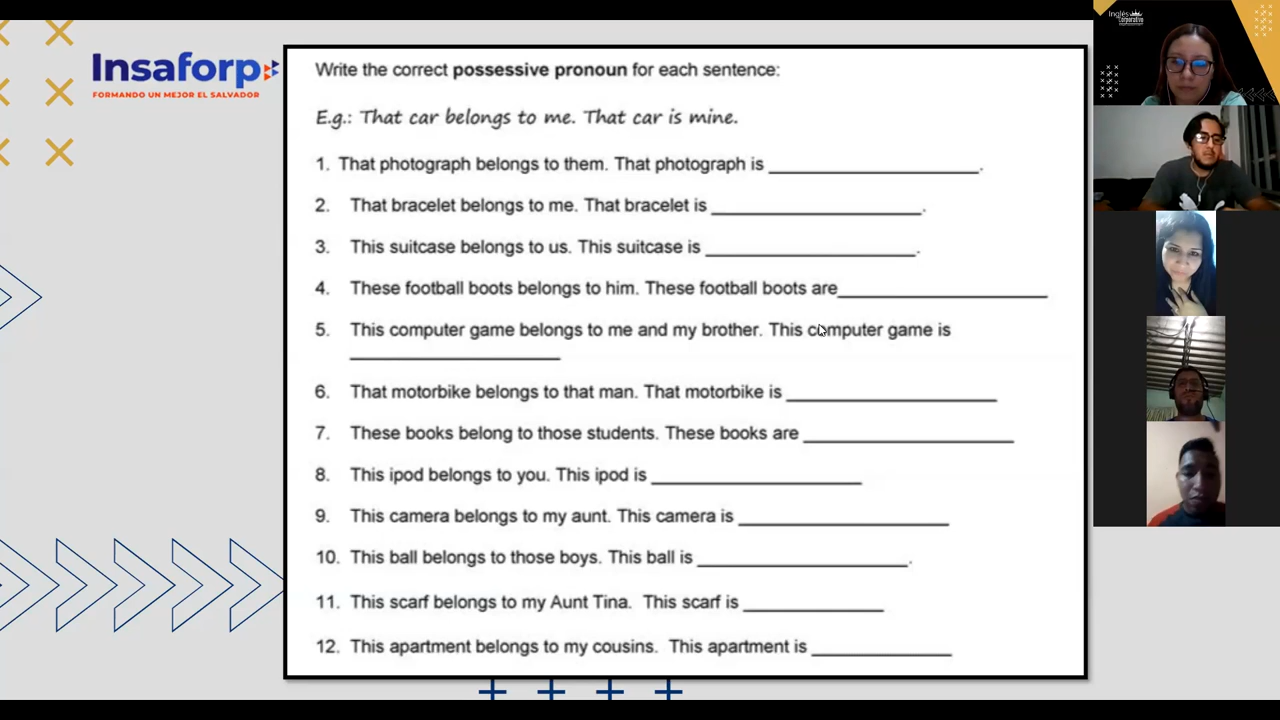 Insaforp
FORMANDO UN MEJOR EL SALVADOR
Write the correct possessive pronoun for each sentence:
E.g.: That car belongs to me. That car is mine.
1. That photograph belongs to them. That photograph is ____________________.
2. That bracelet belongs to me. That bracelet is ____________________.
3. This suitcase belongs to us. This suitcase is ____________________.
4. These football boots belongs to him. These football boots are____________________
5. This computer game belongs to me and my brother. This computer game is
____________________
6. That motorbike belongs to that man. That motorbike is ____________________
7. These books belong to those students. These books are ____________________
8. This ipod belongs to you. This ipod is ____________________
9. This camera belongs to my aunt. This camera is ____________________
10. This ball belongs to those boys. This ball is ____________________.
11. This scarf belongs to my Aunt Tina. This scarf is _____________
12. This apartment belongs to my cousins. This apartment is _____________
Inglés
Corporativo